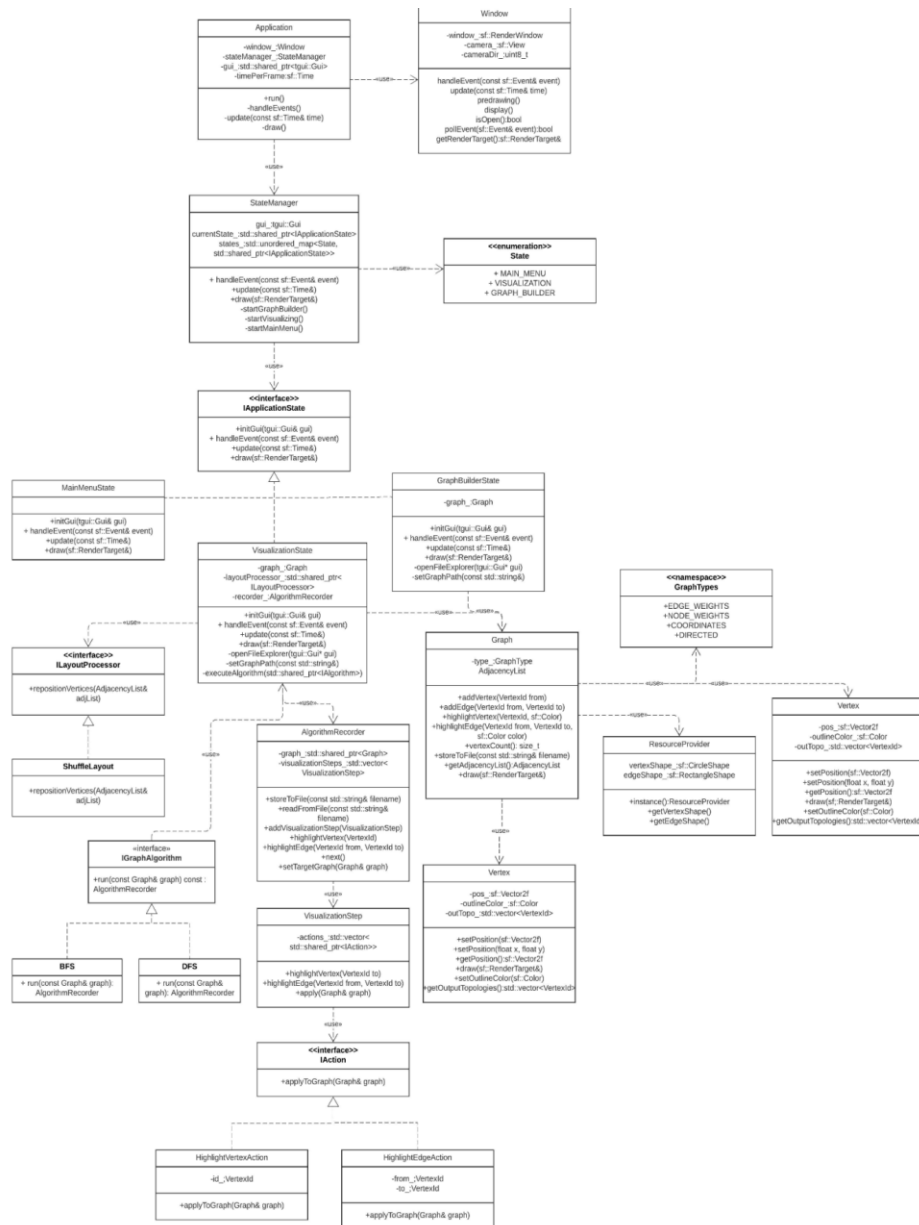 Application
-window_:Window
-stateManager_:StateManager
-gui_:std::shared_ptr<tgui::Gui>
-timePerFrame:sf::Time
+run()
-handleEvents()
-update(const sf::Time& time)
-draw()
Window
-window_:sf::RenderWindow
-camera_:sf::View
-cameraDir_:uint8_t
handleEvent(const sf::Event& event)
update(const sf::Time& time)
predrawing()
display()
isOpen():bool
pollEvent(sf::Event& event):bool
getRenderTarget():sf::RenderTarget&
«use»
«use»
StateManager
gui_:tgui::Gui
currentState_:std::shared_ptr<IApplicationState>
states_:std::unordered_map<State,
std::shared_ptr<IApplicationState>>
+ handleEvent(const sf::Event& event)
+update(const sf::Time&)
+draw(sf::RenderTarget&)
-startGraphBuilder()
-startVisualizing()
-startMainMenu()
«use»
<<enumeration>>
State
+ MAIN_MENU
+ VISUALIZATION
+ GRAPH_BUILDER
«use»
<<interface>>
IApplicationState
+initGui(tgui::Gui& gui)
+ handleEvent(const sf::Event& event)
+update(const sf::Time&)
+draw(sf::RenderTarget&)
MainMenuState
+initGui(tgui::Gui& gui)
+ handleEvent(const sf::Event& event)
+update(const sf::Time&)
+draw(sf::RenderTarget&)
GraphBuilderState
-graph_:Graph
+initGui(tgui::Gui& gui)
+ handleEvent(const sf::Event& event)
+update(const sf::Time&)
+draw(sf::RenderTarget&)
-openFileExplorer(tgui::Gui* gui)
-setGraphPath(const std::string&)
VisualizationState
-graph_:Graph
-layoutProcessor_:std::shared_ptr<
ILayoutProcessor>
-recorder_:AlgorithmRecorder
+initGui(tgui::Gui& gui)
+ handleEvent(const sf::Event& event)
+update(const sf::Time&)
+draw(sf::RenderTarget&)
-openFileExplorer(tgui::Gui* gui)
-setGraphPath(const std::string&)
-executeAlgorithm(std::shared_ptr<IAlgorithm>)
«use»
«use»
«use»
<<namespace>>
GraphTypes
+EDGE_WEIGHTS
+NODE_WEIGHTS
+COORDINATES
+DIRECTED
<<interface>>
ILayoutProcessor
+repositionVertices(AdjacencyList&
adjList)
ShuffleLayout
+repositionVertices(AdjacencyList&
adjList)
Graph
-type_:GraphType
AdjacencyList
+addVertex(VertexId from)
+addEdge(VertexId from, VertexId to)
+highlightVertex(VertexId, sf::Color)
+highlightEdge(VertexId from, VertexId to,
sf::Color color)
+vertexCount(): size_t
+storeToFile(const std::string& filename)
+getAdjacencyList():AdjacencyList
+draw(sf::RenderTarget&)
«use»
«use»
«use»
«use»
ResourceProvider
vertexShape_:sf::CircleShape
edgeShape_:sf::RectangleShape
+instance():ResourceProvider
+getVertexShape()
+getEdgeShape()
Vertex
-pos_:sf::Vector2f
-outlineColor_:sf::Color
-outTopo_:std::vector<VertexId>
+setPosition(sf::Vector2f)
+setPosition(float x, float y)
+getPosition():sf::Vector2f
+draw(sf::RenderTarget&)
+setOutlineColor(sf::Color)
+getOutputTopologies():std::vector<VertexId>
«use»
«use»
AlgorithmRecorder
-graph_:std::shared_ptr<Graph>
-visualizationSteps_:std::vector<
VisualizationStep>
+storeToFile(const std::string& filename)
+readFromFile(const std::string&
filename)
+addVisualizationStep(VisualizationStep)
+highlightVertex(VertexId)
+highlightEdge(VertexId from, VertexId to)
+next()
+setTargetGraph(Graph& graph)
«interface»
IGraphAlgorithm
+run(const Graph& graph) const :
AlgorithmRecorder
BFS
+ run(const Graph& graph):
AlgorithmRecorder
DFS
+ run(const Graph&
graph): AlgorithmRecorder
«use»
VisualizationStep
-actions_:std::vector<
std::shared_ptr<IAction>>
+highlightVertex(VertexId to)
+highlightEdge(VertexId from, VertexId to)
+apply(Graph& graph)
Vertex
-pos_:sf::Vector2f
-outlineColor_:sf::Color
-outTopo_:std::vector<VertexId>
+setPosition(sf::Vector2f)
+setPosition(float x, float y)
+getPosition():sf::Vector2f
+draw(sf::RenderTarget&)
+setOutlineColor(sf::Color)
+getOutputTopologies():std::vector<VertexId>
«use»
<<interface>>
IAction
+applyToGraph(Graph& graph)
HighlightVertexAction
-id_:VertexId
+applyToGraph(Graph& graph)
HighlightEdgeAction
-from_:VertexId
-to_:VertexId
+applyToGraph(Graph& graph)